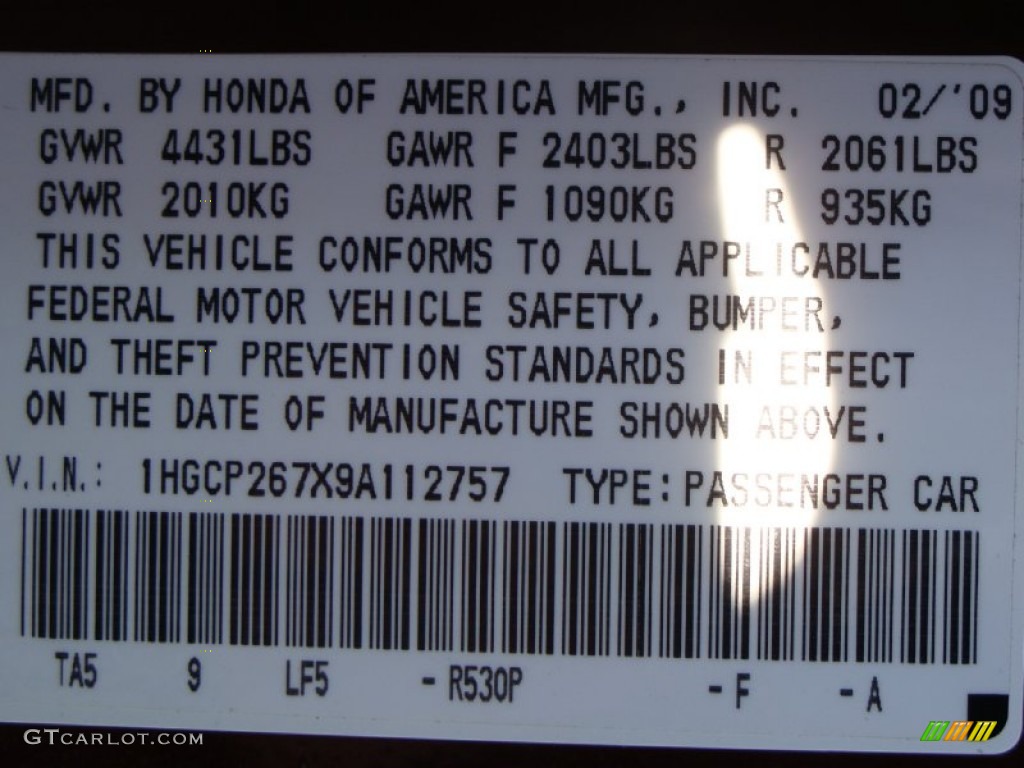 MFD. BY HONDA OF AMERICA MFG., INC. 02/'09
GVWR 4431LBS GAWR F 2403LBS R 2061LBS
GVWR 2010KG GAWR F 1090KG R 935KG
THIS VEHICLE CONFORMS TO ALL APPLICABLE
FEDERAL MOTOR VEHICLE SAFETY, BUMPER,
AND THEFT PREVENTION STANDARDS IN EFFECT
ON THE DATE OF MANUFACTURE SHOWN ABOVE.
V.I.N.: 1HGCP267X9A112757 TYPE: PASSENGER CAR
TA5 9 LF5 - R530P - F - A
GTCARLOT.COM